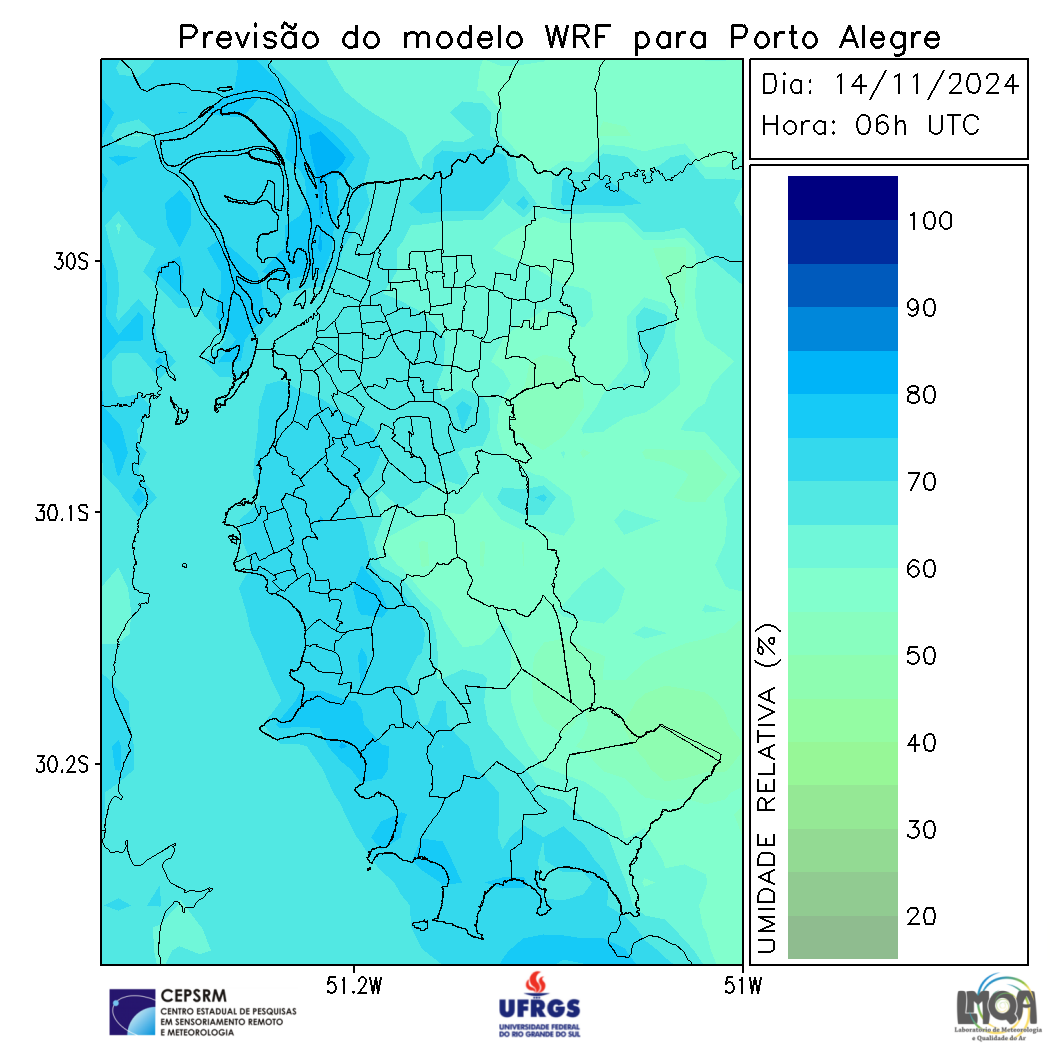 Previsão do modelo WRF para Porto Alegre
Dia: 14/11/2024
Hora: 06h UTC
100
90
80
70
60
50
40
30
20
UMIDADE RELATIVA (%)
30S
30.1S
30.2S
51.2W
51W
CEPSRM
CENTRO ESTADUAL DE PESQUISAS
EM SENSORIAMENTO REMOTO
E METEOROLOGIA
UFRGS
UNIVERSIDADE FEDERAL
DO RIO GRANDE DO SUL
LMQA
Laboratório de Meteorologia
e Qualidade do Ar